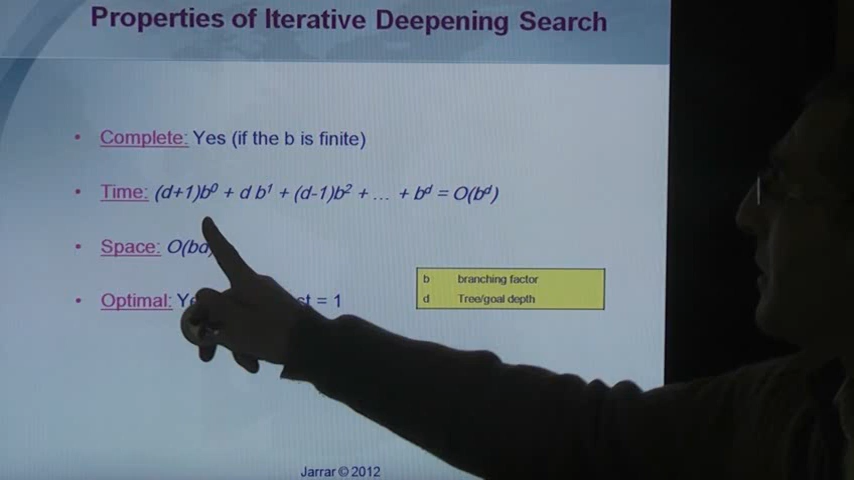 Properties of Iterative Deepening Search
• Complete: Yes (if the b is finite)
• Time: (d+1)b⁰ + d b¹ + (d-1)b² + … + bᵈ = O(bᵈ)
• Space: O(bd)
• Optimal: = 1
b branching factor
d Tree/goal depth
Jarrar © 2012